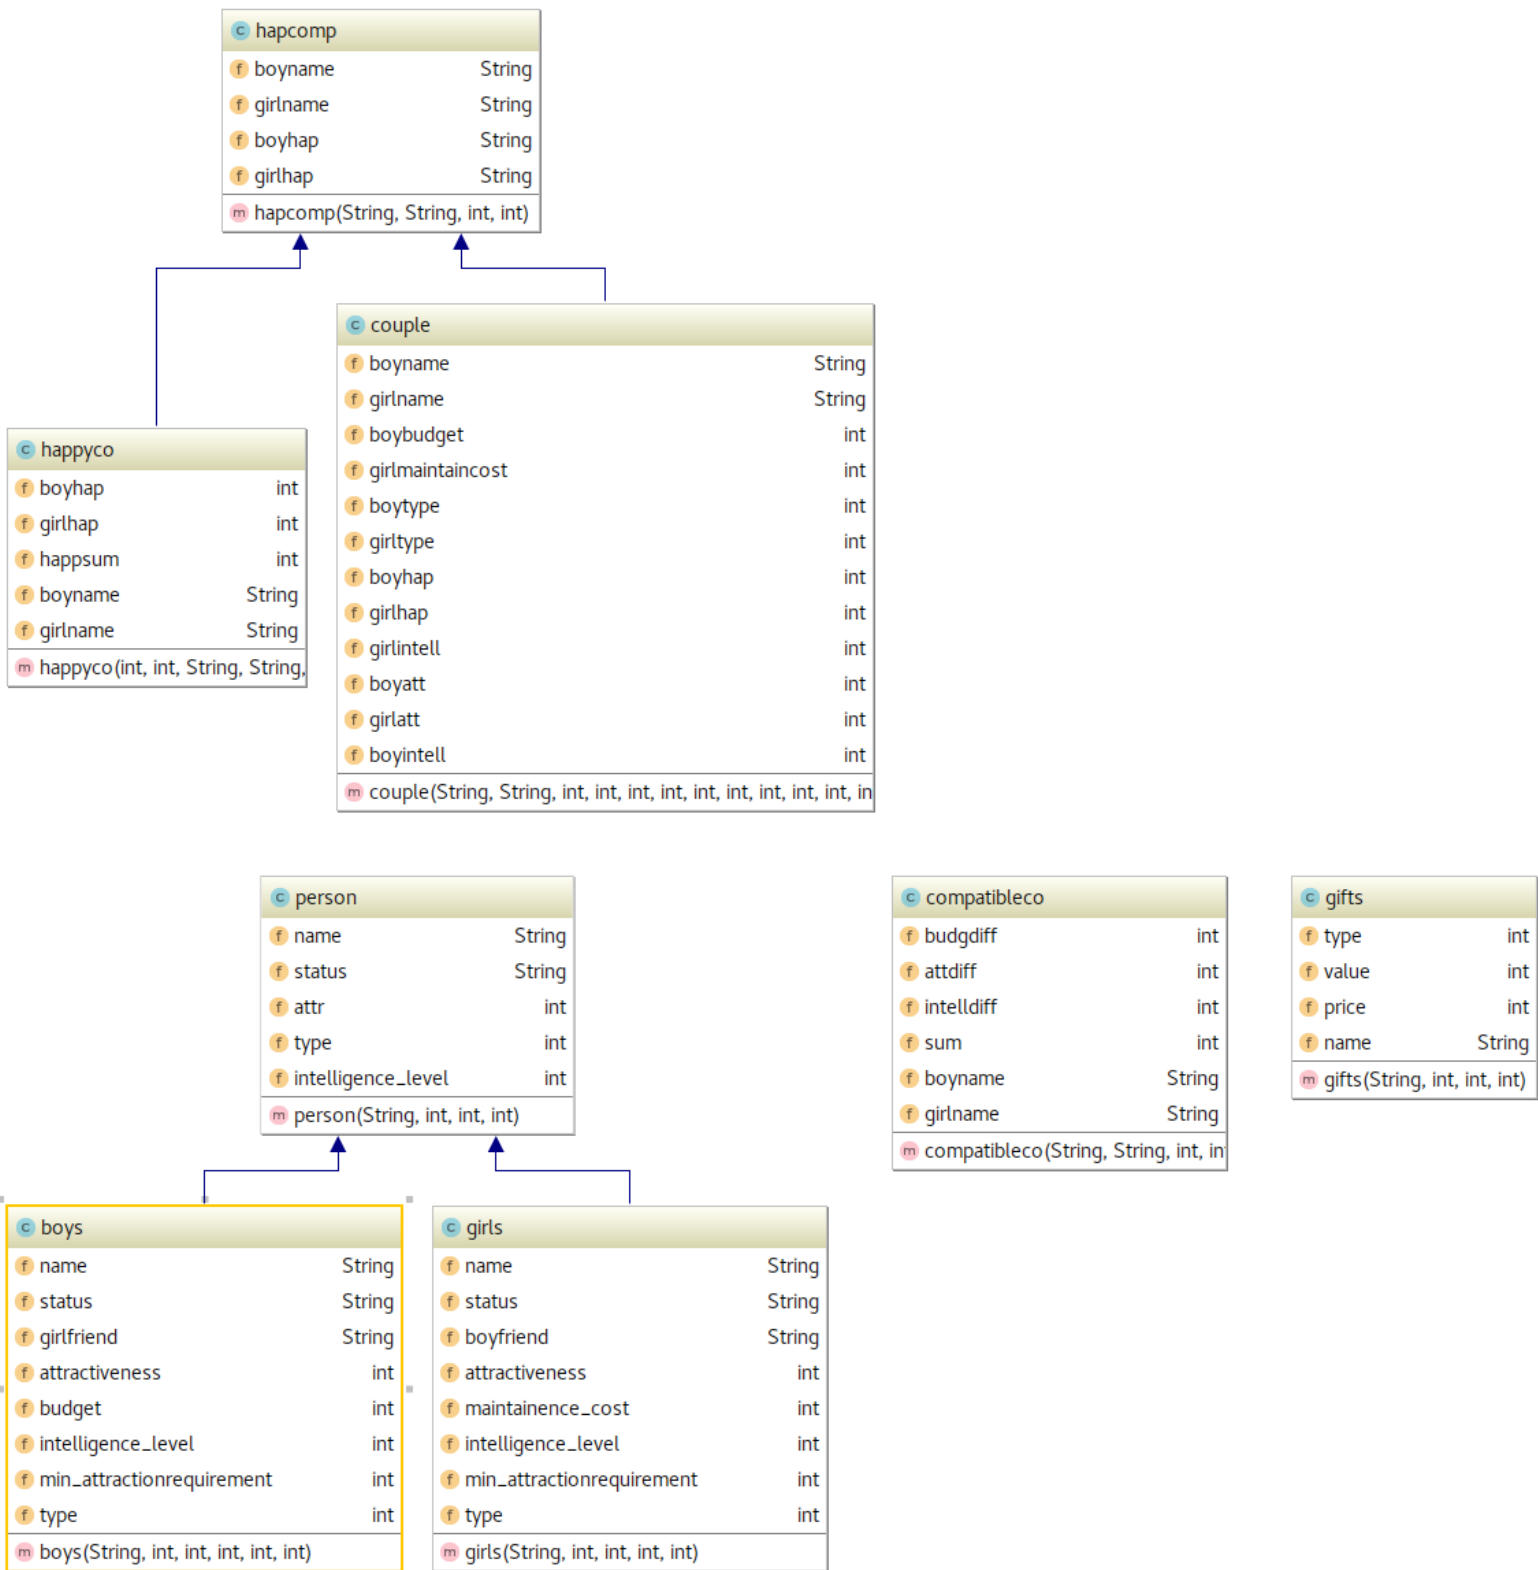 hapcomp
boyname String
girlname String
boyhap String
girlhap String
hapcomp(String, String, int, int)
couple
boyname String
girlname String
boybudget int
girlmaintaincost int
boytype int
girltype int
boyhap int
girlhap int
girlintell int
boyatt int
girlatt int
boyintell int
couple(String, String, int, int, int, int, int, int, int, int, int, in
happyco
boyhap int
girlhap int
happsum int
boyname String
girlname String
happyco(int, int, String, String,
person
name String
status String
attr int
type int
intelligence_level int
person(String, int, int, int)
compatibleco
budgdiff int
attdiff int
intelldiff int
sum int
boyname String
girlname String
compatibleco(String, String, int, in
gifts
type int
value int
price int
name String
gifts(String, int, int, int)
boys
name String
status String
girlfriend String
attractiveness int
budget int
intelligence_level int
min_attractionrequirement int
type int
boys(String, int, int, int, int, int)
girls
name String
status String
boyfriend String
attractiveness int
maintainence_cost int
intelligence_level int
min_attractionrequirement int
type int
girls(String, int, int, int, int)